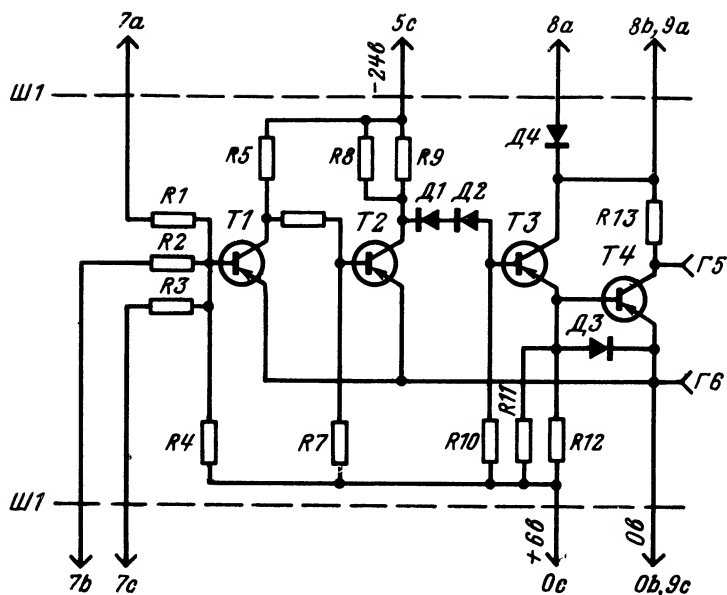 7a 5c 8a 8b,9a
-24в
Ш1
Д4
R5 R8 R9
R1 Д1 Д2 R13
T1 T2 T3
R2 T4 Г5
R3
Д3
Г6
R11
R4 R7 R10 R12
Ш1
+6в 0в
7b 7c 0c 0b,9c